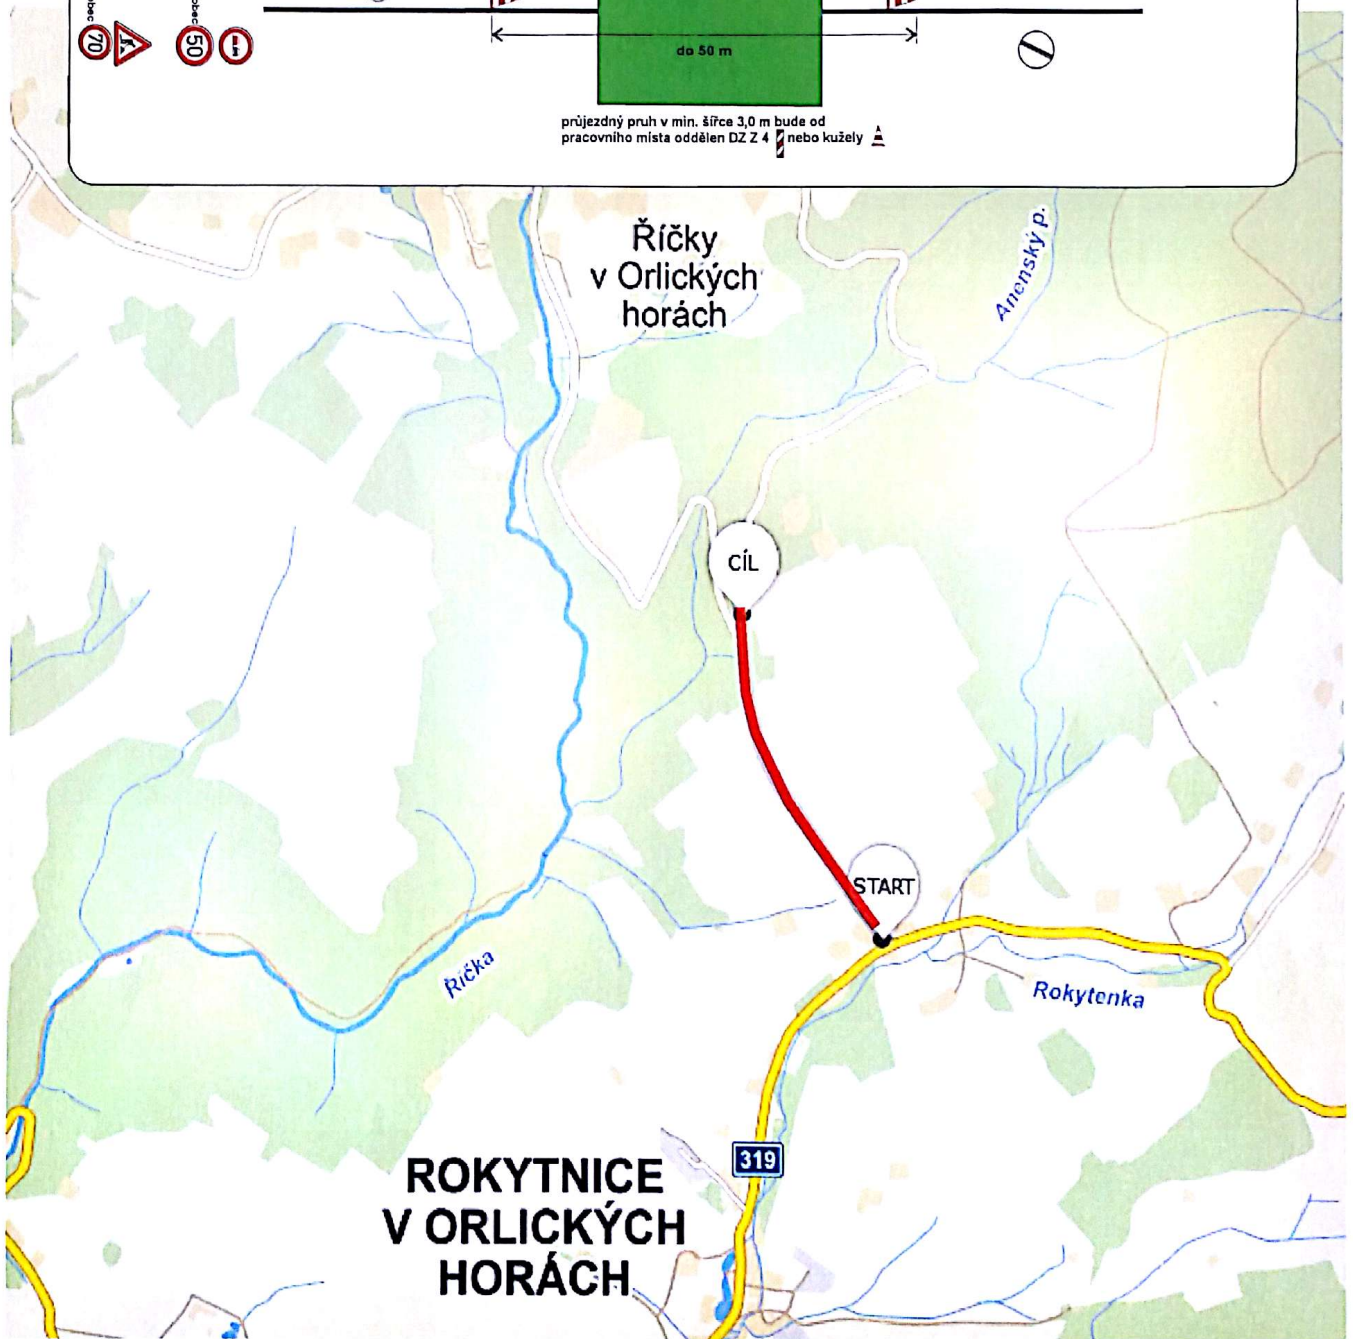 70
50
do 50 m
průjezdný pruh v min. šířce 3,0 m bude od
pracovního místa oddělen DZ Z 4 nebo kužely
Říčky
v Orlických
horách
Anenský p.
CÍL
START
Říčka
Rokytenka
319
ROKYTNICE
V ORLICKÝCH
HORÁCH